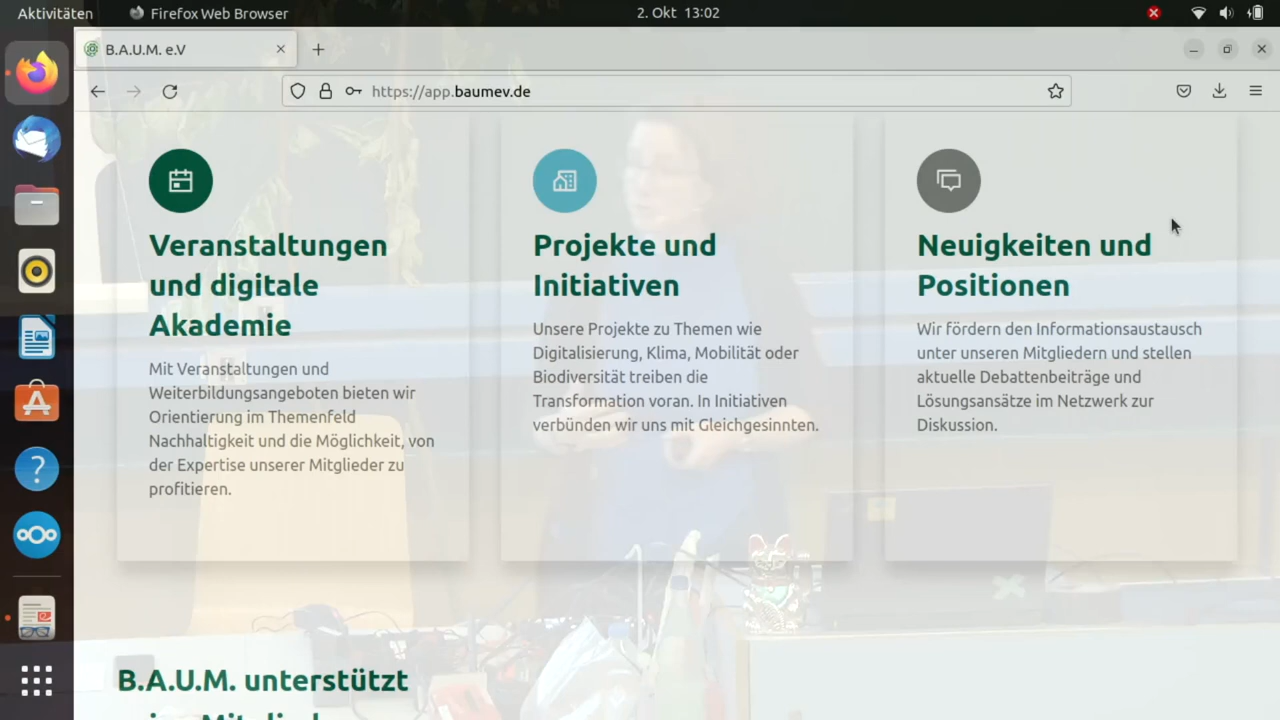 Aktivitäten
Firefox Web Browser
2. Okt 13:02
B.A.U.M. e.V
https://app.baumev.de
Veranstaltungen
und digitale
Akademie
Mit Veranstaltungen und
Weiterbildungsangeboten bieten wir
Orientierung im Themenfeld
Nachhaltigkeit und die Möglichkeit, von
der Expertise unserer Mitglieder zu
profitieren.
Projekte und
Initiativen
Unsere Projekte zu Themen wie
Digitalisierung, Klima, Mobilität oder
Biodiversität treiben die
Transformation voran. In Initiativen
verbünden wir uns mit Gleichgesinnten.
Neuigkeiten und
Positionen
Wir fördern den Informationsaustausch
unter unseren Mitgliedern und stellen
aktuelle Debattenbeiträge und
Lösungsansätze im Netzwerk zur
Diskussion.
B.A.U.M. unterstützt